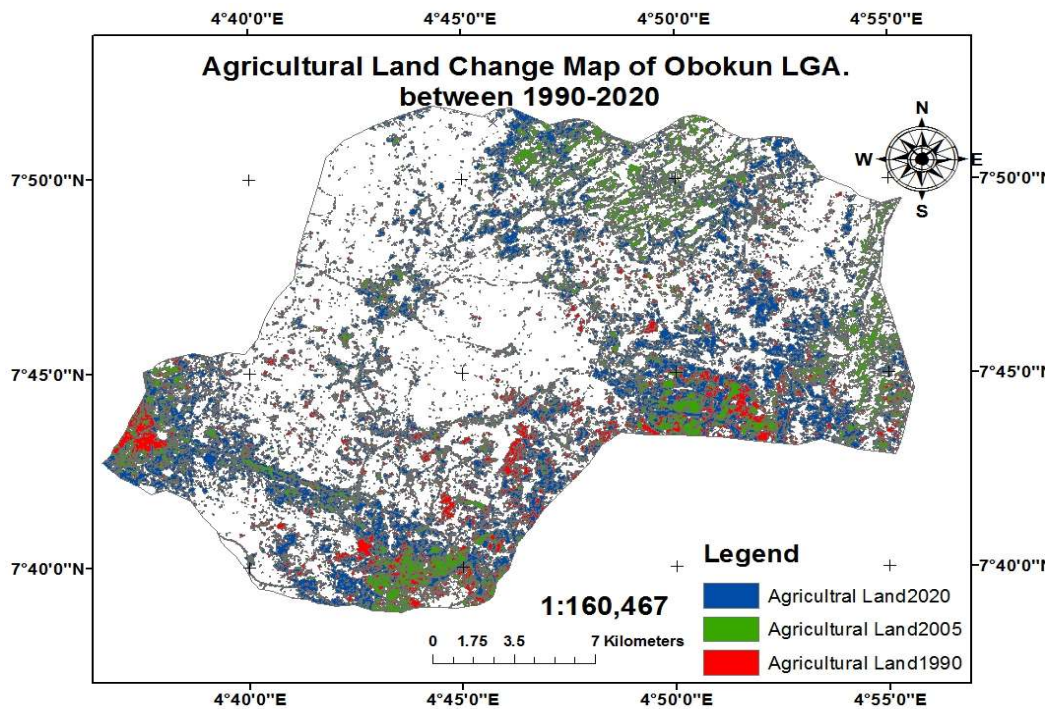 4°40'0"E 4°45'0"E 4°50'0"E 4°55'0"E
Agricultural Land Change Map of Obokun LGA.
between 1990-2020
N
W E
S
7°50'0"N 7°50'0"N
7°45'0"N 7°45'0"N
7°40'0"N 7°40'0"N
Legend
Agricultral Land2020
Agricultural Land2005
Agricultural Land1990
1:160,467
0 1.75 3.5 7 Kilometers
4°40'0"E 4°45'0"E 4°50'0"E 4°55'0"E